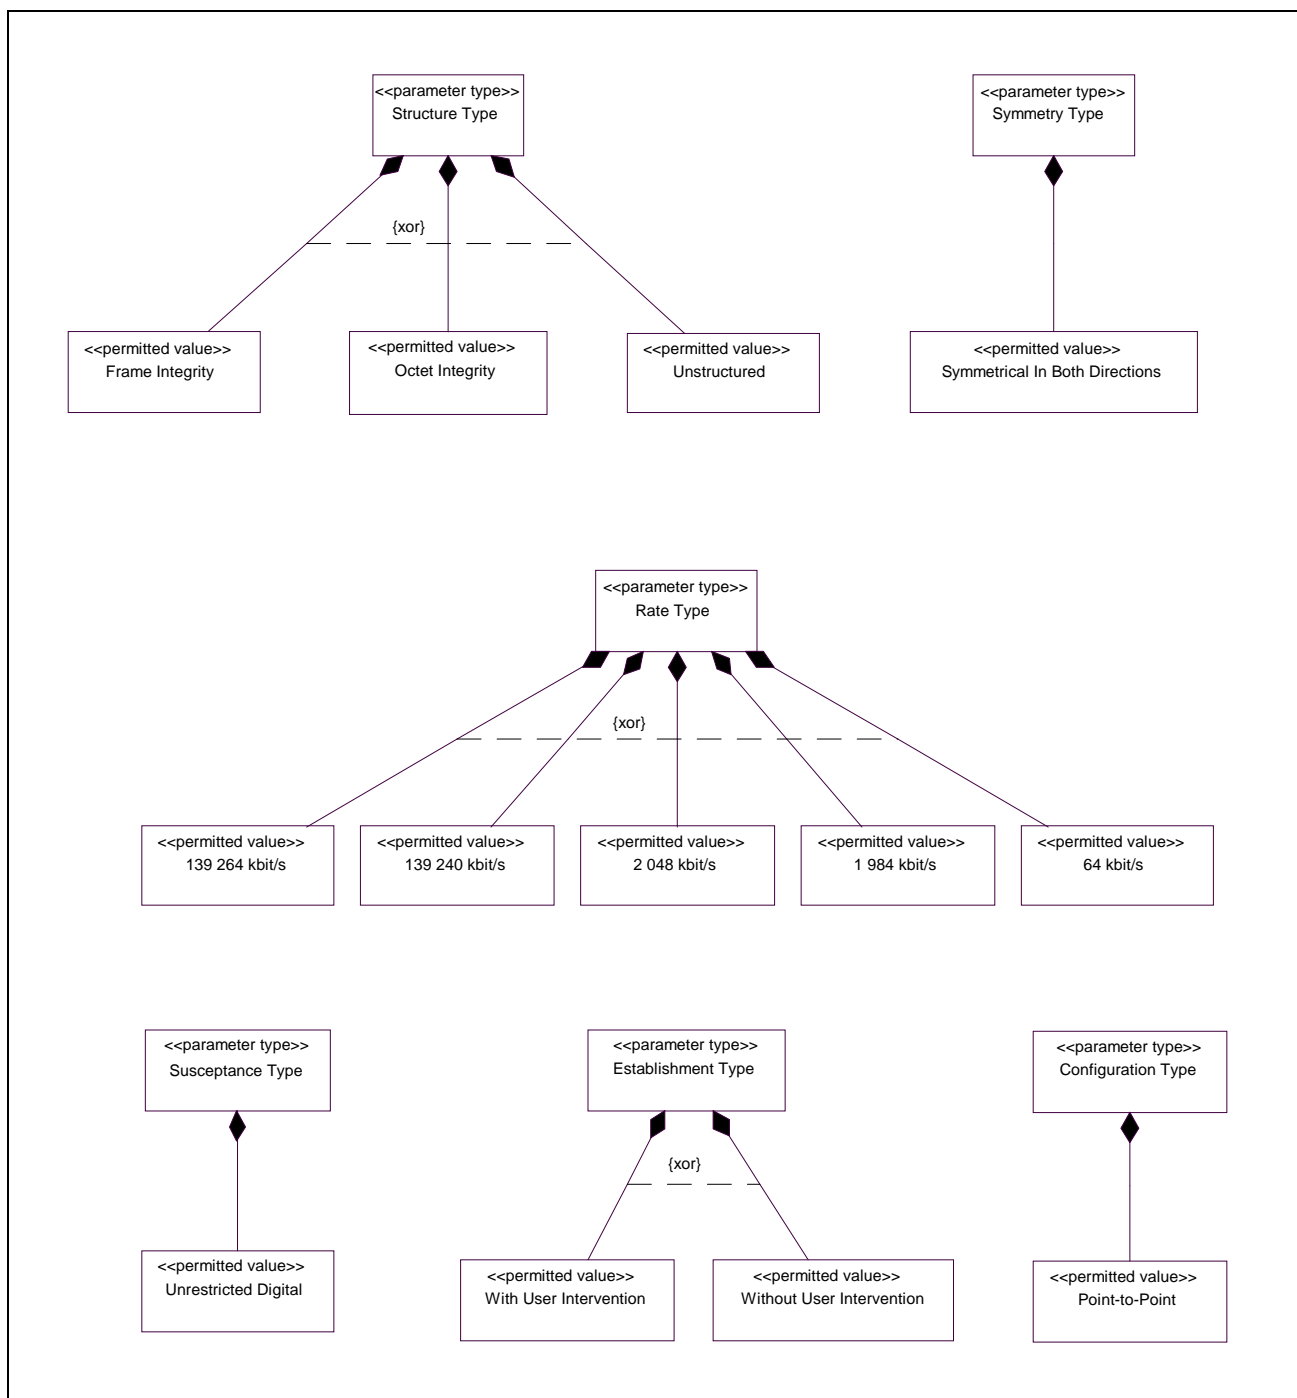 <<parameter type>>
Structure Type
<<parameter type>>
Symmetry Type
{xor}
<<permitted value>>
Frame Integrity
<<permitted value>>
Octet Integrity
<<permitted value>>
Unstructured
<<permitted value>>
Symmetrical In Both Directions
<<parameter type>>
Rate Type
{xor}
<<permitted value>>
139 264 kbit/s
<<permitted value>>
139 240 kbit/s
<<permitted value>>
2 048 kbit/s
<<permitted value>>
1 984 kbit/s
<<permitted value>>
64 kbit/s
<<parameter type>>
Susceptance Type
<<parameter type>>
Establishment Type
<<parameter type>>
Configuration Type
{xor}
<<permitted value>>
Unrestricted Digital
<<permitted value>>
With User Intervention
<<permitted value>>
Without User Intervention
<<permitted value>>
Point-to-Point